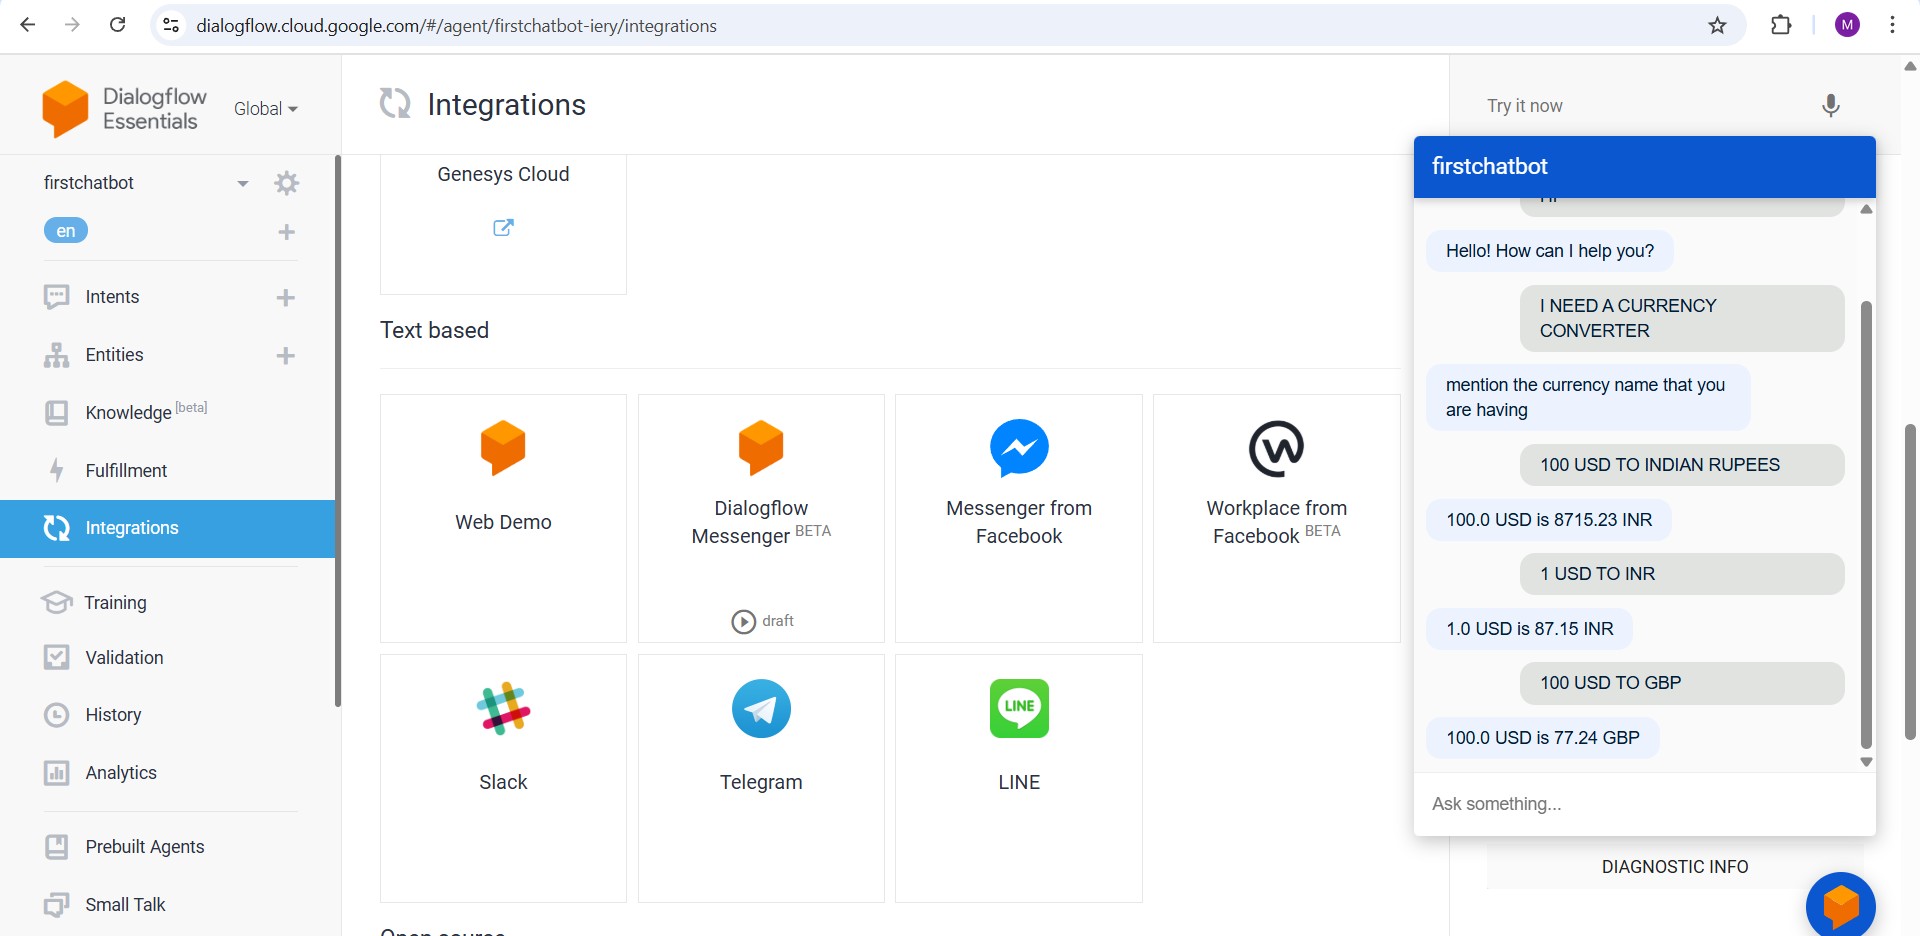 dialogflow.cloud.google.com/#/agent/firstchatbot-iery/integrations
M
Dialogflow
Essentials
Global
Integrations
Try it now
firstchatbot
en
Intents
Entities
Knowledge [beta]
Fulfillment
Integrations
Training
Validation
History
Analytics
Prebuilt Agents
Small Talk
Genesys Cloud
Text based
Web Demo
Dialogflow
Messenger BETA
draft
Messenger from
Facebook
Workplace from
Facebook BETA
Slack
Telegram
LINE
LINE
Open source
firstchatbot
Hi
Hello! How can I help you?
I NEED A CURRENCY
CONVERTER
mention the currency name that you
are having
100 USD TO INDIAN RUPEES
100.0 USD is 8715.23 INR
1 USD TO INR
1.0 USD is 87.15 INR
100 USD TO GBP
100.0 USD is 77.24 GBP
Ask something...
DIAGNOSTIC INFO